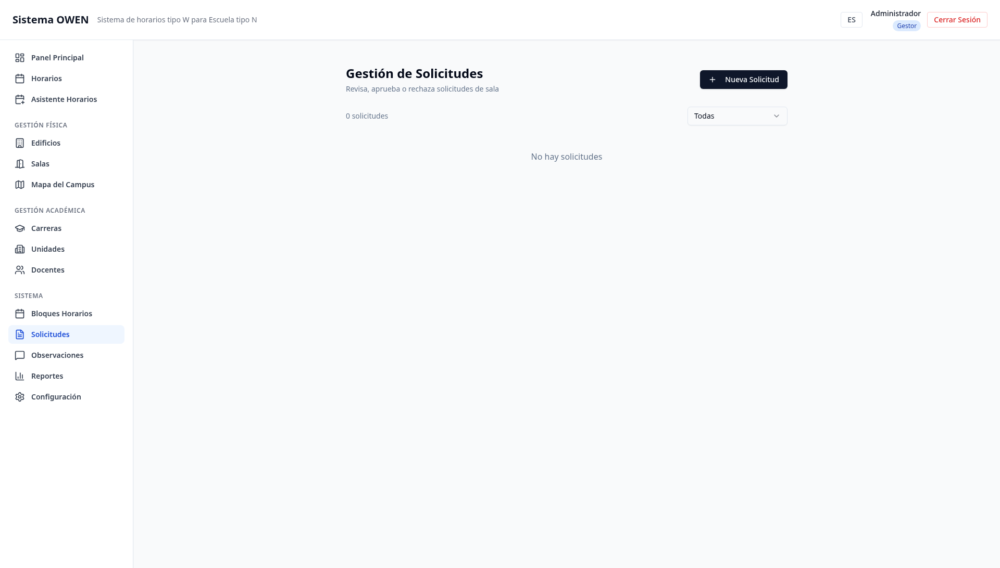 Sistema OWEN
Sistema de horarios tipo W para Escuela tipo N
ES
Administrador
Gestor
Cerrar Sesión
Panel Principal
Horarios
Asistente Horarios
GESTIÓN FÍSICA
Edificios
Salas
Mapa del Campus
GESTIÓN ACADÉMICA
Carreras
Unidades
Docentes
SISTEMA
Bloques Horarios
Solicitudes
Observaciones
Reportes
Configuración
Gestión de Solicitudes
Revisa, aprueba o rechaza solicitudes de sala
Nueva Solicitud
0 solicitudes
Todas
No hay solicitudes